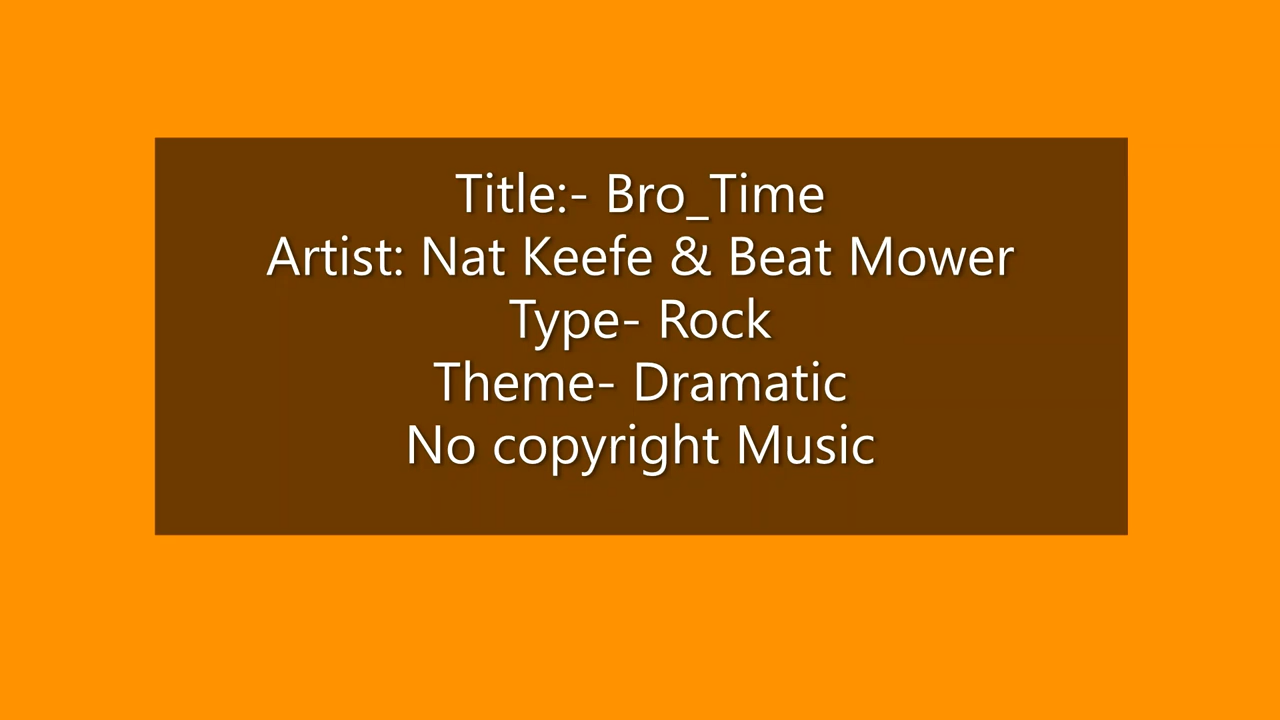 Title:- Bro_Time
Artist: Nat Keefe & Beat Mower
Type- Rock
Theme- Dramatic
No copyright Music